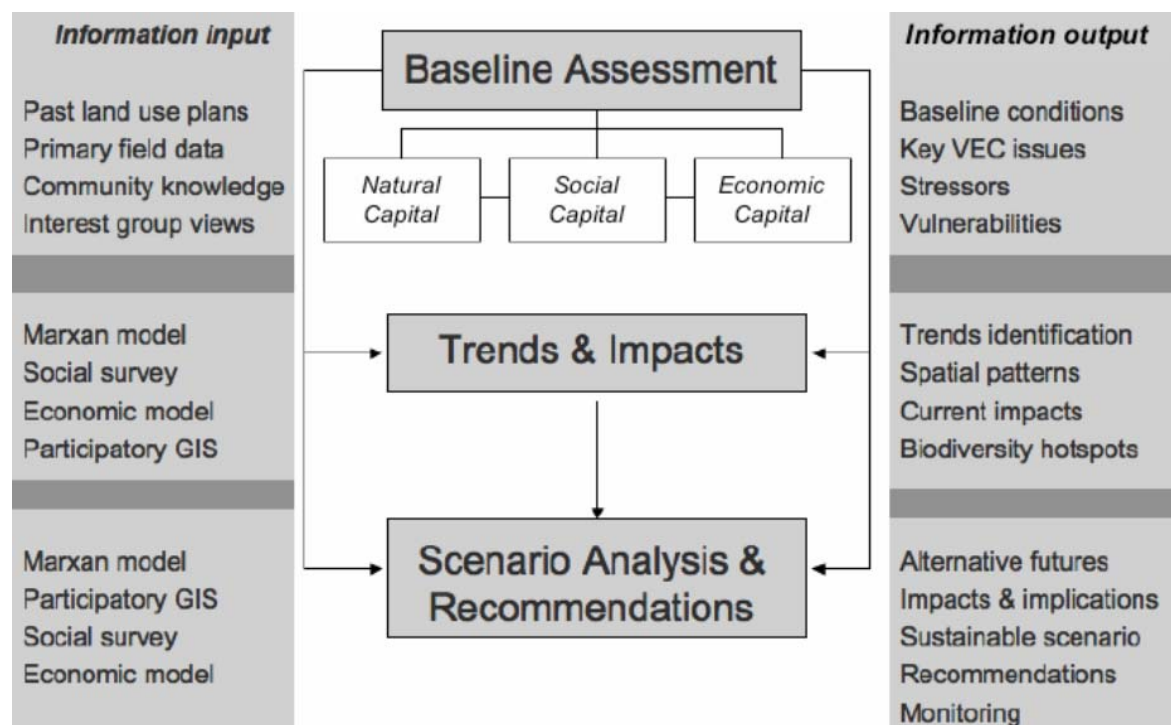 Information input
Past land use plans
Primary field data
Community knowledge
Interest group views
Marxan model
Social survey
Economic model
Participatory GIS
Marxan model
Participatory GIS
Social survey
Economic model
Baseline Assessment
Natural
Capital
Social
Capital
Economic
Capital
Trends & Impacts
Scenario Analysis &
Recommendations
Information output
Baseline conditions
Key VEC issues
Stressors
Vulnerabilities
Trends identification
Spatial patterns
Current impacts
Biodiversity hotspots
Alternative futures
Impacts & implications
Sustainable scenario
Recommendations
Monitoring